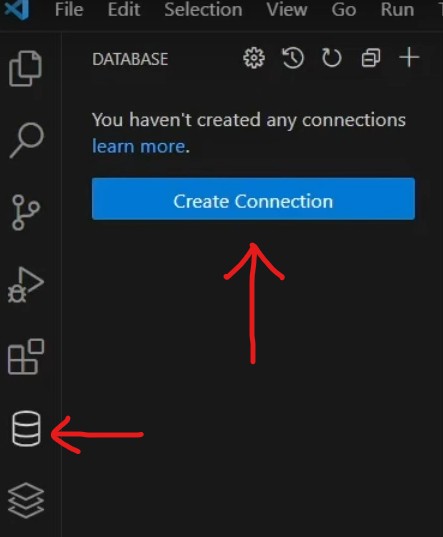 File Edit Selection View Go Run
DATABASE
You haven't created any connections
learn more.
Create Connection